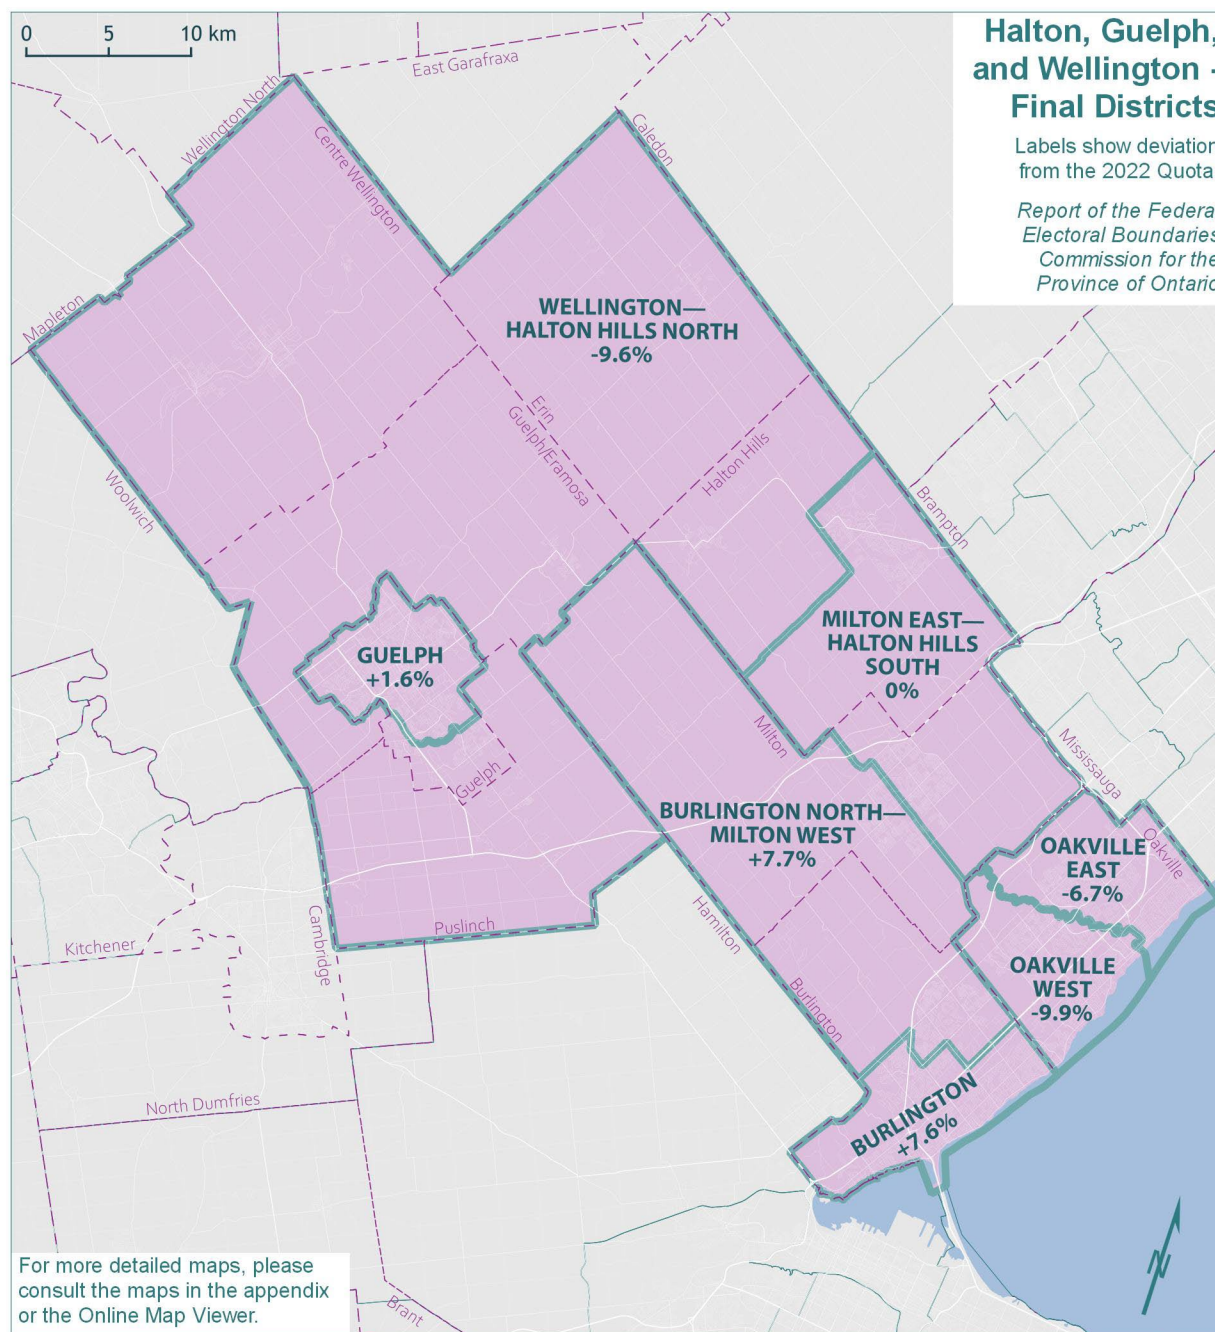 0 5 10 km
Halton, Guelph,
and Wellington -
Final Districts
Labels show deviation
from the 2022 Quota
Report of the Federa
Electoral Boundaries
Commission for the
Province of Ontario
East Garafraxa
Wellington North
Centre Wellington
Caledon
Mapleton
WELLINGTON—
HALTON HILLS NORTH
-9.6%
Erin
Guelph/Eramosa
Halton Hills
Woolwich
Brampton
GUELPH
+1.6%
MILTON EAST—
HALTON HILLS
SOUTH
0%
Milton
Mississauga
Guelph
BURLINGTON NORTH—
MILTON WEST
+7.7%
OAKVILLE
EAST
-6.7%
Oakville
Puslinch
Hamilton
Kitchener
Cambridge
OAKVILLE
WEST
-9.9%
Burlington
North Dumfries
BURLINGTON
+7.6%
N
For more detailed maps, please
consult the maps in the appendix
or the Online Map Viewer.
Brant